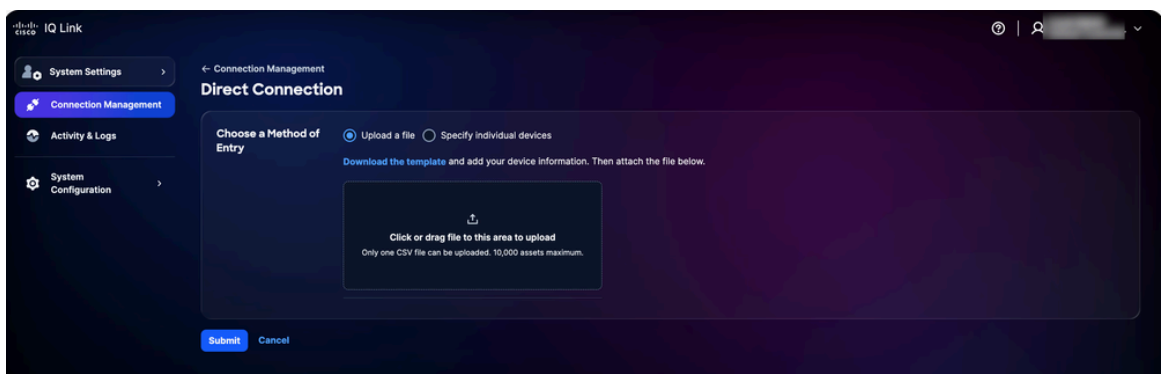 cisco IQ Link
System Settings
Connection Management
Activity & Logs
System
Configuration
← Connection Management
Direct Connection
Choose a Method of
Entry
Upload a file Specify individual devices
Download the template and add your device information. Then attach the file below.
Click or drag file to this area to upload
Only one CSV file can be uploaded. 10,000 assets maximum.
Submit Cancel